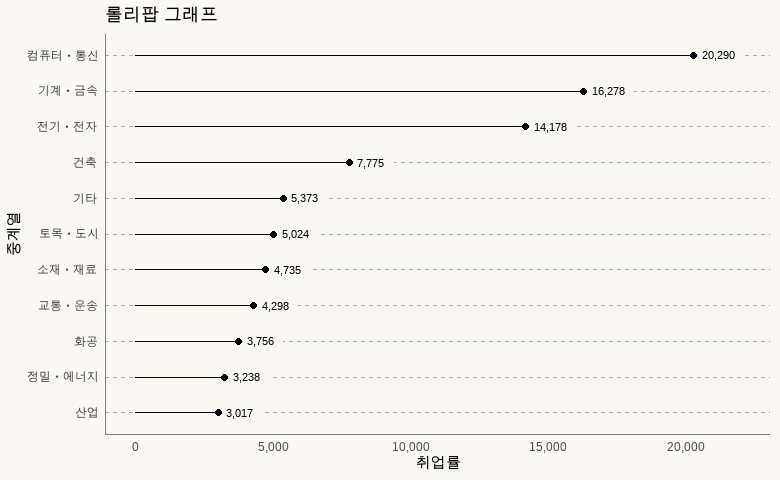 롤리팝 그래프
컴퓨터・통신 20,290
기계・금속 16,278
전기・전자 14,178
건축 7,775
기타 5,373
토목・도시 5,024
소재・재료 4,735
교통・운송 4,298
화공 3,756
정밀・에너지 3,238
산업 3,017
중계열
0 5,000 10,000 15,000 20,000
취업률